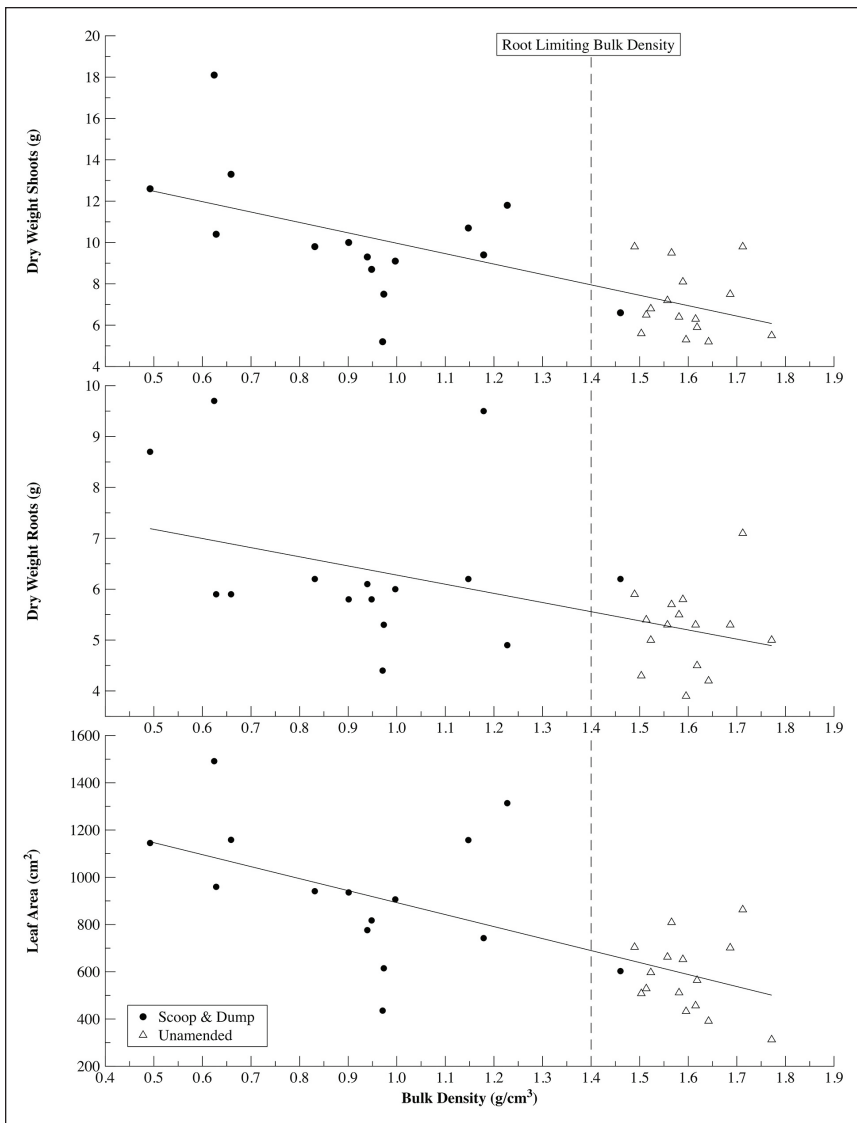 Root Limiting Bulk Density
Dry Weight Shoots (g)
20
18
16
14
12
10
8
6
4
0.5 0.6 0.7 0.8 0.9 1.0 1.1 1.2 1.3 1.4 1.5 1.6 1.7 1.8 1.9
Dry Weight Roots (g)
10
9
8
7
6
5
4
0.5 0.6 0.7 0.8 0.9 1.0 1.1 1.2 1.3 1.4 1.5 1.6 1.7 1.8 1.9
Leaf Area (cm²)
1600
1400
1200
1000
800
600
400
200
Scoop & Dump
Unamended
0.4 0.5 0.6 0.7 0.8 0.9 1.0 1.1 1.2 1.3 1.4 1.5 1.6 1.7 1.8 1.9
Bulk Density (g/cm³)